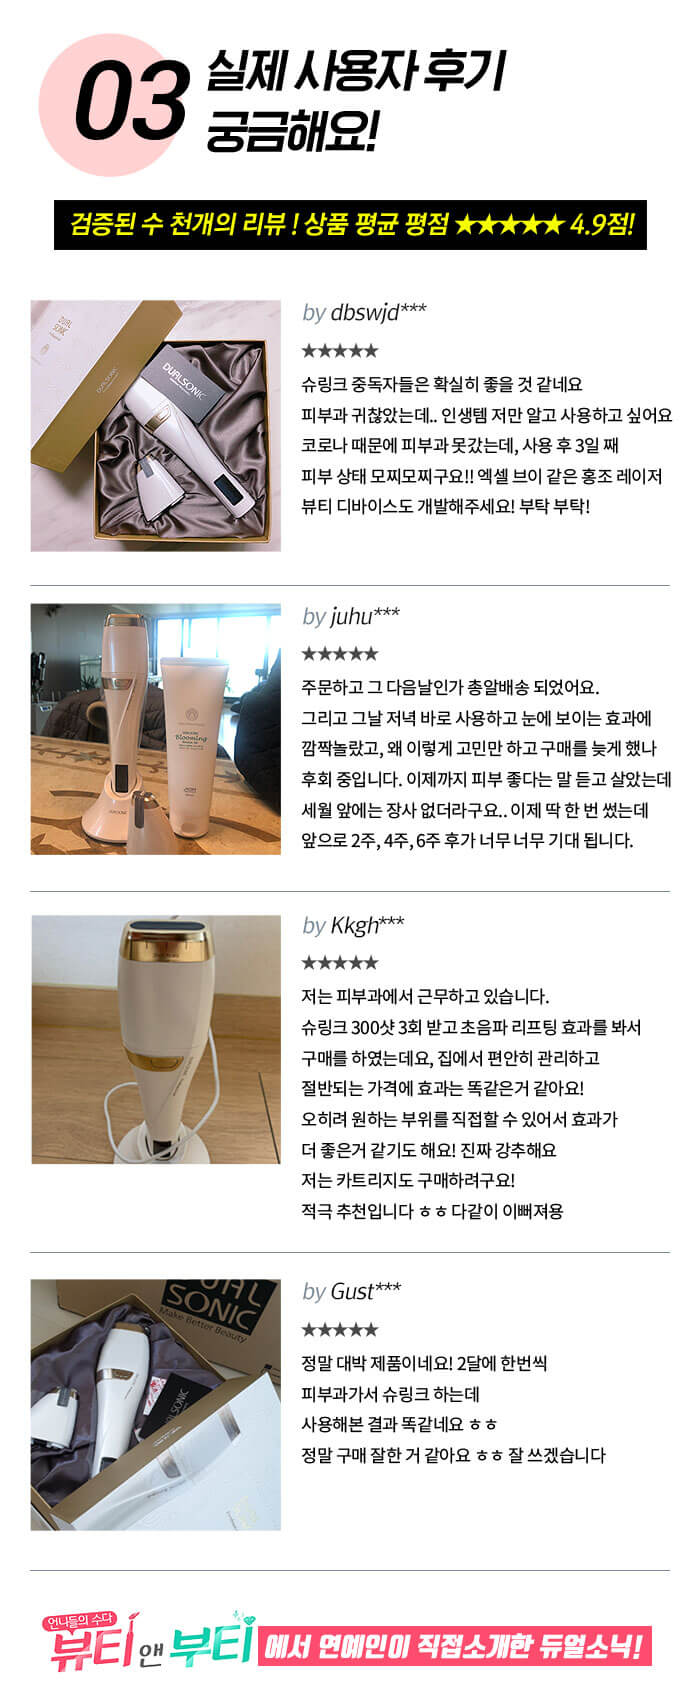 03
실제 사용자 후기
궁금해요!
검증된 수 천개의 리뷰 ! 상품 평균 평점 ★★★★★ 4.9점!
DUAL
SONIC
DUALSONIC
DUALSONIC
by dbswjd***
★★★★★
슈링크 중독자들은 확실히 좋을 것 같네요
피부과 귀찮았는데.. 인생템 저만 알고 사용하고 싶어요
코로나 때문에 피부과 못갔는데, 사용 후 3일 째
피부 상태 모찌모찌구요!! 엑셀 브이 같은 홍조 레이저
뷰티 디바이스도 개발해주세요! 부탁 부탁!
Blooming
by juhu***
★★★★★
주문하고 그 다음날인가 총알배송 되었어요.
그리고 그날 저녁 바로 사용하고 눈에 보이는 효과에
깜짝놀랐고, 왜 이렇게 고민만 하고 구매를 늦게 했나
후회 중입니다. 이제까지 피부 좋다는 말 듣고 살았는데
세월 앞에는 장사 없더라구요.. 이제 딱 한 번 썼는데
앞으로 2주, 4주, 6주 후가 너무 너무 기대 됩니다.
by Kkgh***
★★★★★
저는 피부과에서 근무하고 있습니다.
슈링크 300샷 3회 받고 초음파 리프팅 효과를 봐서
구매를 하였는데요, 집에서 편안히 관리하고
절반되는 가격에 효과는 똑같은거 같아요!
오히려 원하는 부위를 직접할 수 있어서 효과가
더 좋은거 같기도 해요! 진짜 강추해요
저는 카트리지도 구매하려구요!
적극 추천입니다 ㅎㅎ 다같이 이뻐져용
DUAL
SONIC
Make Better Beauty
DUALSONIC
by Gust***
★★★★★
정말 대박 제품이네요! 2달에 한번씩
피부과가서 슈링크 하는데
사용해본 결과 똑같네요 ㅎㅎ
정말 구매 잘한 거 같아요 ㅎㅎ 잘 쓰겠습니다
언니들의 수다
뷰티 앤 부티 에서 연예인이 직접소개한 듀얼소닉!